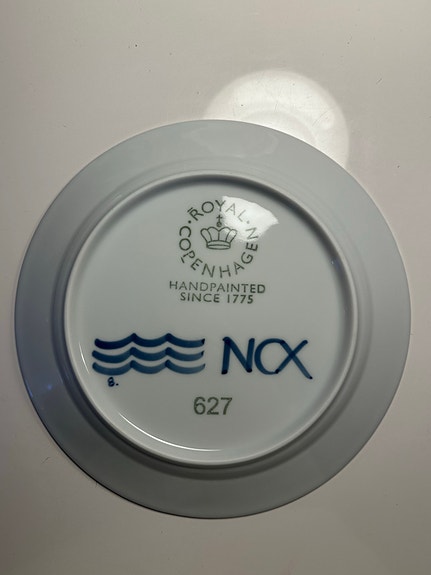 ROYAL COPENHAGEN
HANDPAINTED
SINCE 1775
NCX
8.
627